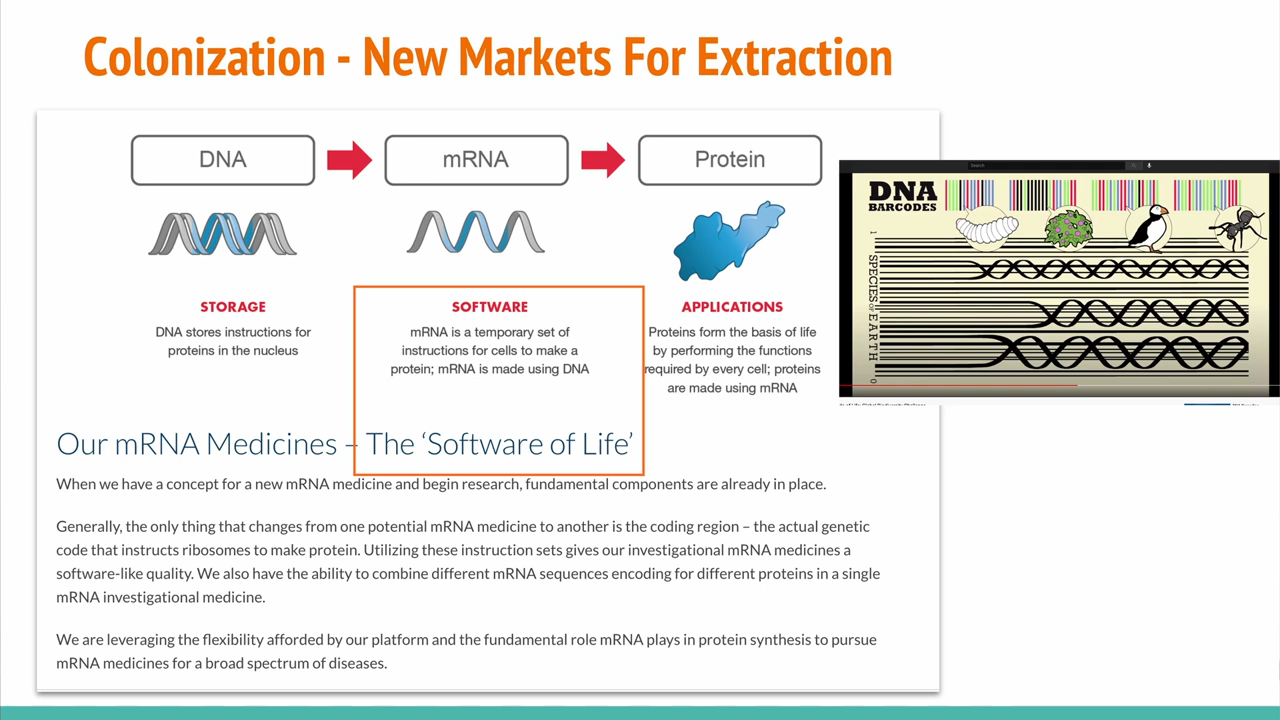 Colonization - New Markets For Extraction
DNA
mRNA
Protein
STORAGE
DNA stores instructions for
proteins in the nucleus
SOFTWARE
mRNA is a temporary set of
instructions for cells to make a
protein; mRNA is made using DNA
APPLICATIONS
Proteins form the basis of life
by performing the functions
required by every cell; proteins
are made using mRNA
Our mRNA Medicines – The ‘Software of Life’
When we have a concept for a new mRNA medicine and begin research, fundamental components are already in place.
Generally, the only thing that changes from one potential mRNA medicine to another is the coding region – the actual genetic
code that instructs ribosomes to make protein. Utilizing these instruction sets gives our investigational mRNA medicines a
software-like quality. We also have the ability to combine different mRNA sequences encoding for different proteins in a single
mRNA investigational medicine.
We are leveraging the flexibility afforded by our platform and the fundamental role mRNA plays in protein synthesis to pursue
mRNA medicines for a broad spectrum of diseases.
Search
DNA
BARCODES
1
SPECIES OF EARTH
0